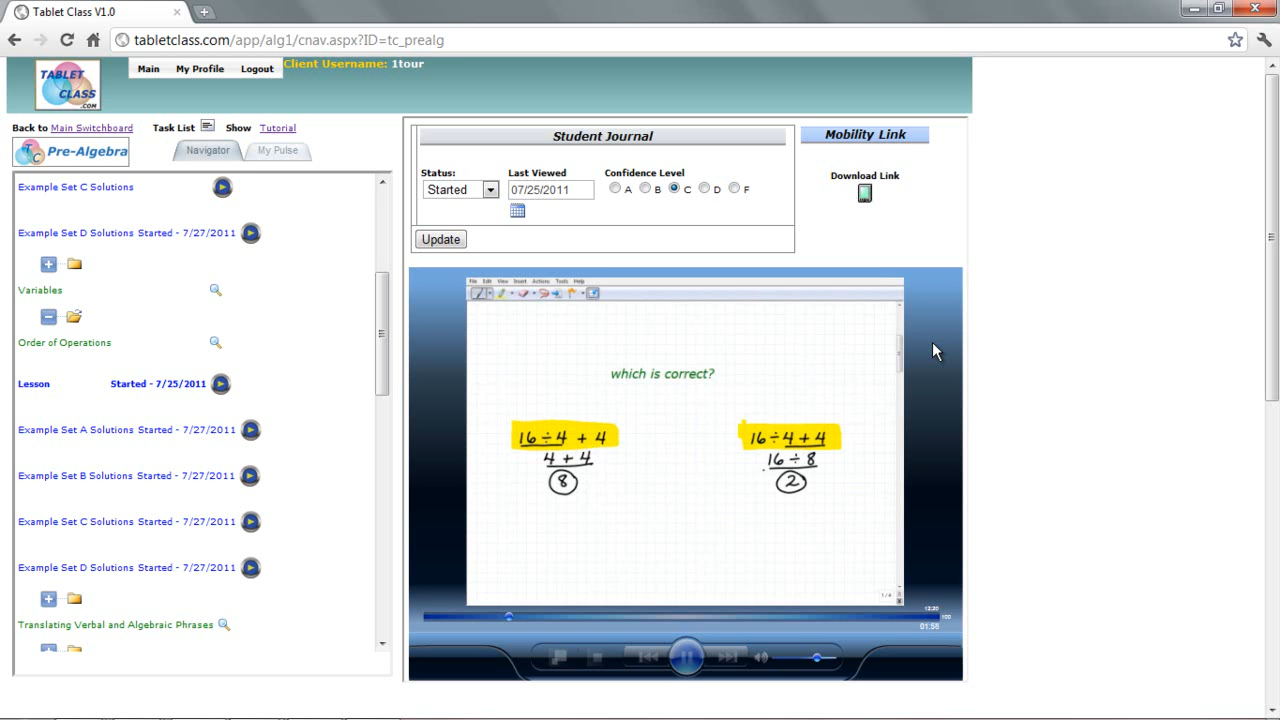 Tablet Class V1.0
tabletclass.com/app/alg1/cnav.aspx?ID=tc_prealg
TABLET
CLASS
.COM
Main My Profile Logout
Client Username: 1tour
Back to Main Switchboard Task List Show Tutorial
TC Pre-Algebra
Navigator My Pulse
Example Set C Solutions
Example Set D Solutions Started - 7/27/2011
Variables
Order of Operations
Lesson Started - 7/25/2011
Example Set A Solutions Started - 7/27/2011
Example Set B Solutions Started - 7/27/2011
Example Set C Solutions Started - 7/27/2011
Example Set D Solutions Started - 7/27/2011
Translating Verbal and Algebraic Phrases
Student Journal
Status: Last Viewed Confidence Level
Started 07/25/2011 A B C D F
Update
Mobility Link
Download Link
File Edit View Insert Actions Tools Help
which is correct?
16 ÷ 4 + 4
4 + 4
8
16 ÷ 4 + 4
16 ÷ 8
2
12:20
100